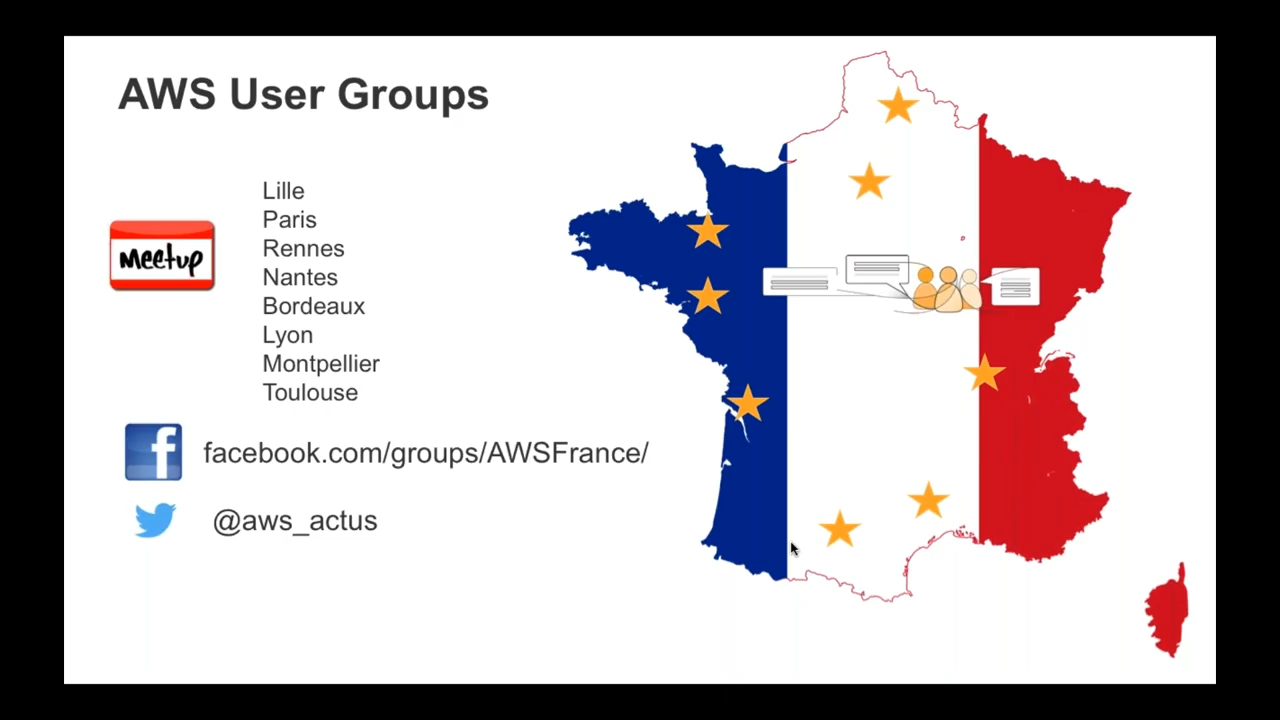 AWS User Groups
Meetup
Lille
Paris
Rennes
Nantes
Bordeaux
Lyon
Montpellier
Toulouse
f
facebook.com/groups/AWSFrance/
@aws_actus